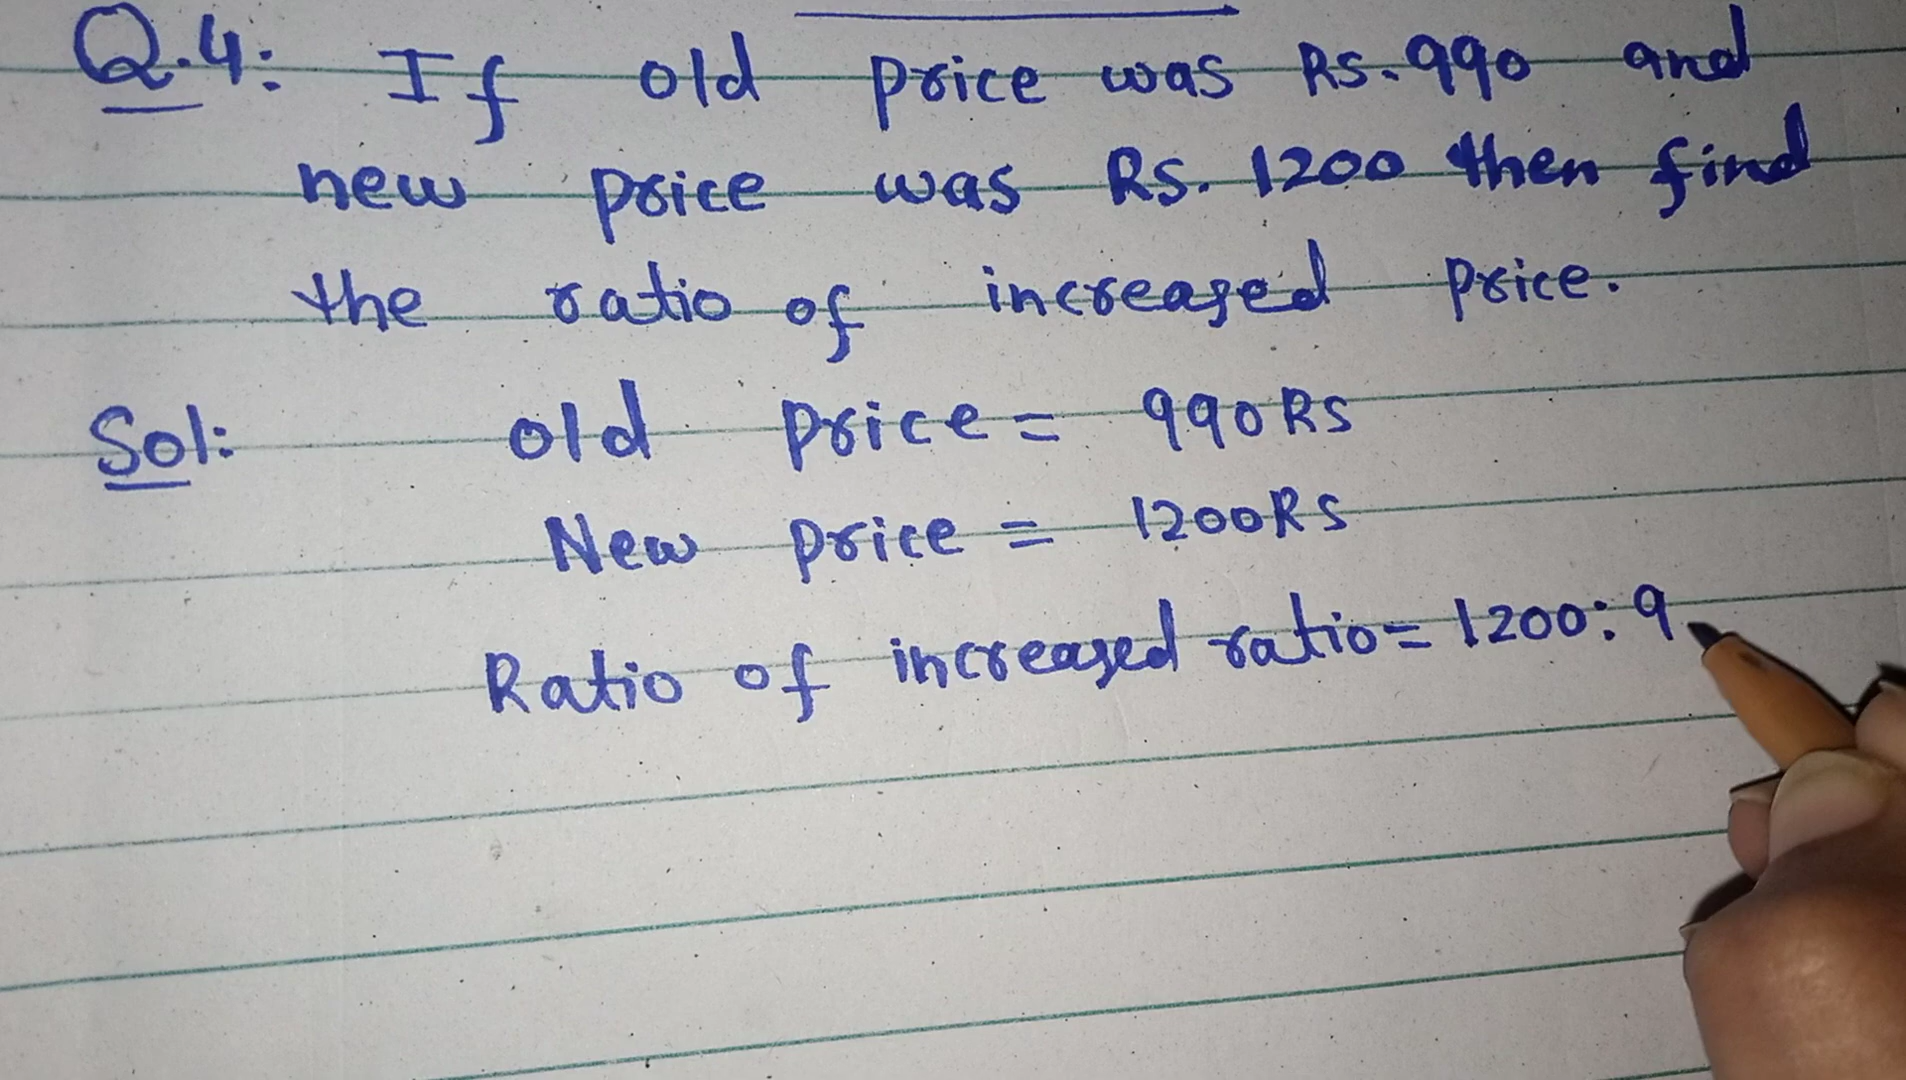 Q.4: If old price was Rs. 990 and
new price was Rs. 1200 then find
the ratio of increased price.
Sol: old price = 990 RS
New price = 1200 RS
Ratio of increased ratio = 1200 : 9